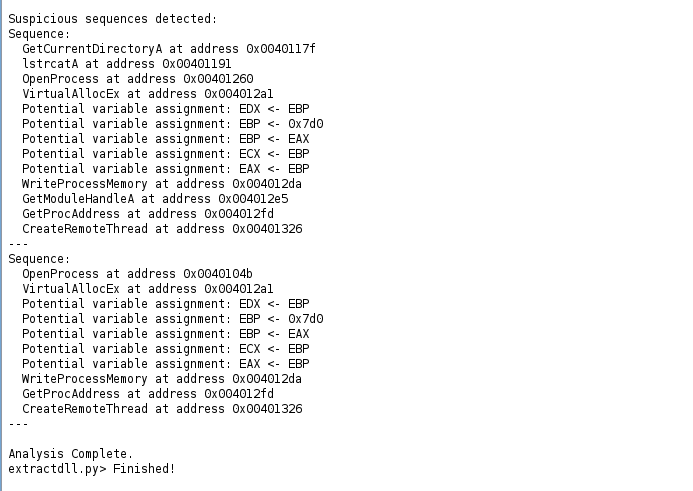 Suspicious sequences detected:
Sequence:
GetCurrentDirectoryA at address 0x0040117f
lstrcatA at address 0x00401191
OpenProcess at address 0x00401260
VirtualAllocEx at address 0x004012a1
Potential variable assignment: EDX <- EBP
Potential variable assignment: EBP <- 0x7d0
Potential variable assignment: EBP <- EAX
Potential variable assignment: ECX <- EBP
Potential variable assignment: EAX <- EBP
WriteProcessMemory at address 0x004012da
GetModuleHandleA at address 0x004012e5
GetProcAddress at address 0x004012fd
CreateRemoteThread at address 0x00401326
---
Sequence:
OpenProcess at address 0x0040104b
VirtualAllocEx at address 0x004012a1
Potential variable assignment: EDX <- EBP
Potential variable assignment: EBP <- 0x7d0
Potential variable assignment: EBP <- EAX
Potential variable assignment: ECX <- EBP
Potential variable assignment: EAX <- EBP
WriteProcessMemory at address 0x004012da
GetProcAddress at address 0x004012fd
CreateRemoteThread at address 0x00401326
---
Analysis Complete.
extractdll.py> Finished!